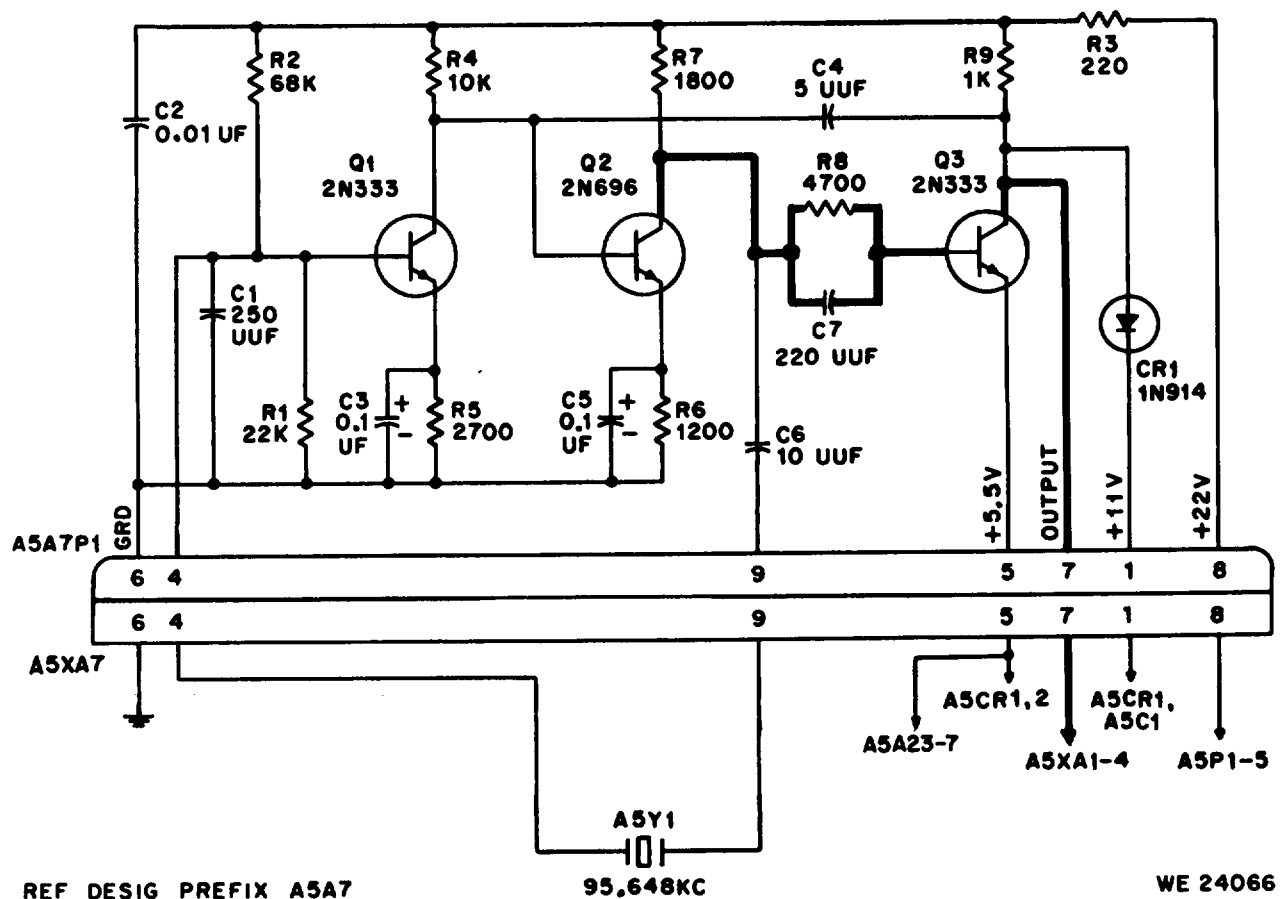 R2
68K
R4
10K
R7
1800
C4
5 UUF
R9
1K
R3
220
C2
0.01 UF
Q1
2N333
Q2
2N696
R8
4700
Q3
2N333
C1
250
UUF
C7
220 UUF
CR1
1N914
R1
22K
C3
0.1
UF
+
-
R5
2700
C5
0.1
UF
+
-
R6
1200
C6
10 UUF
GRD
+5.5V
OUTPUT
+11V
+22V
A5A7P1
6 4 9 5 7 1 8
6 4 9 5 7 1 8
A5XA7
A5CR1,2
A5CR1,
A5C1
A5A23-7
A5XA1-4
A5P1-5
A5Y1
95.648KC
REF DESIG PREFIX A5A7
WE 24066